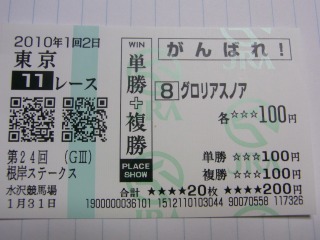 2010年1回2日
東京
11レース
第24回 (GⅢ)
根岸ステークス
水沢競馬場
1月31日
WIN
単勝+複勝
PLACE SHOW
がんばれ!
8 グロリアスノア
各☆☆☆100円
単勝 ☆☆☆100円
複勝 ☆☆☆100円
合計 ★★★★20枚 ★★★★200円
1900000036101 1512110103044 90070558 117326
JRA